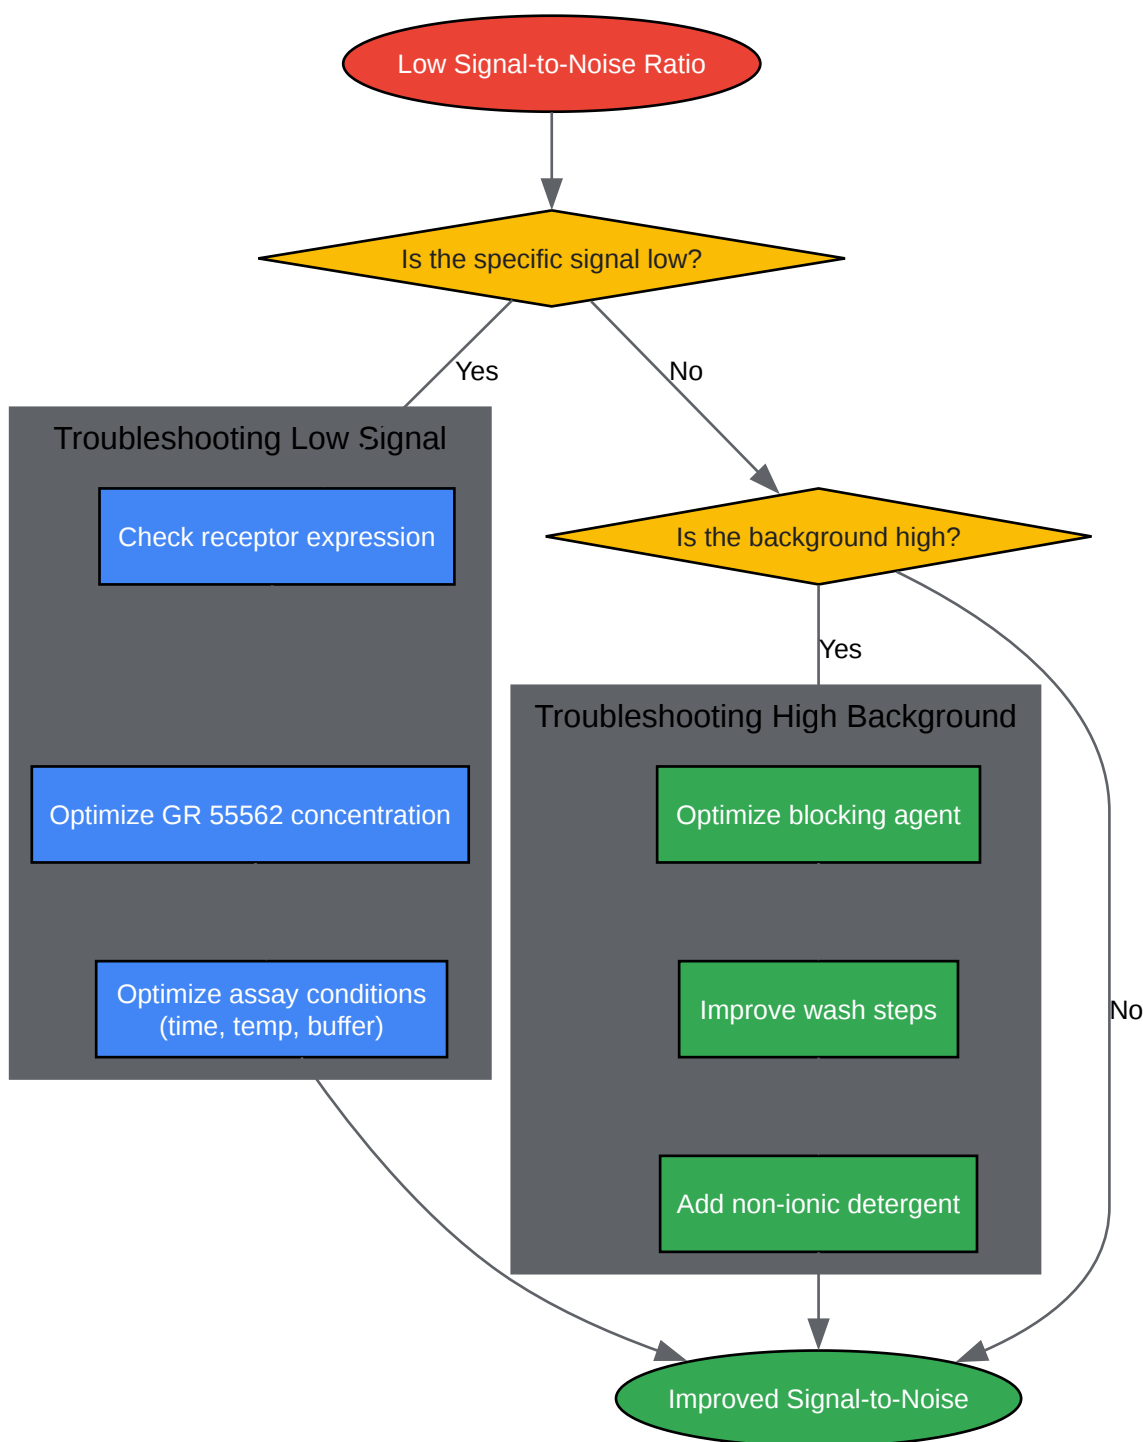 Low Signal-to-Noise Ratio
Is the specific signal low?
Yes
No
Troubleshooting Low Signal
Check receptor expression
Optimize GR 55562 concentration
Optimize assay conditions
(time, temp, buffer)
Is the background high?
Yes
No
Troubleshooting High Background
Optimize blocking agent
Improve wash steps
Add non-ionic detergent
Improved Signal-to-Noise